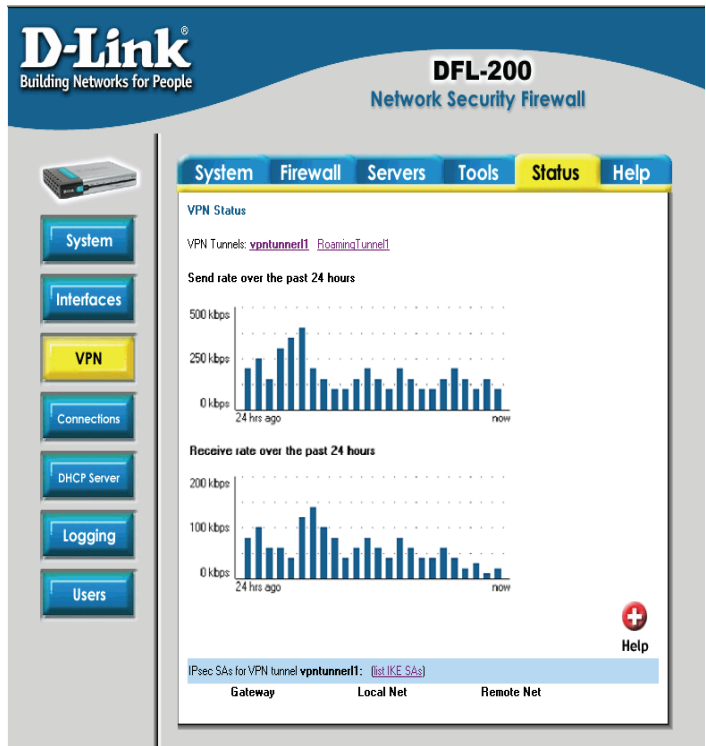 D-Link®
Building Networks for People
DFL-200
Network Security Firewall
System Firewall Servers Tools Status Help
System
Interfaces
VPN
Connections
DHCP Server
Logging
Users
VPN Status
VPN Tunnels: vpntunnerl1 RoamingTunnel1
Send rate over the past 24 hours
500 kbps
250 kbps
0 kbps
24 hrs ago now
Receive rate over the past 24 hours
200 kbps
100 kbps
0 kbps
24 hrs ago now
Help
IPsec SAs for VPN tunnel vpntunnerl1: (list IKE SAs)
Gateway Local Net Remote Net